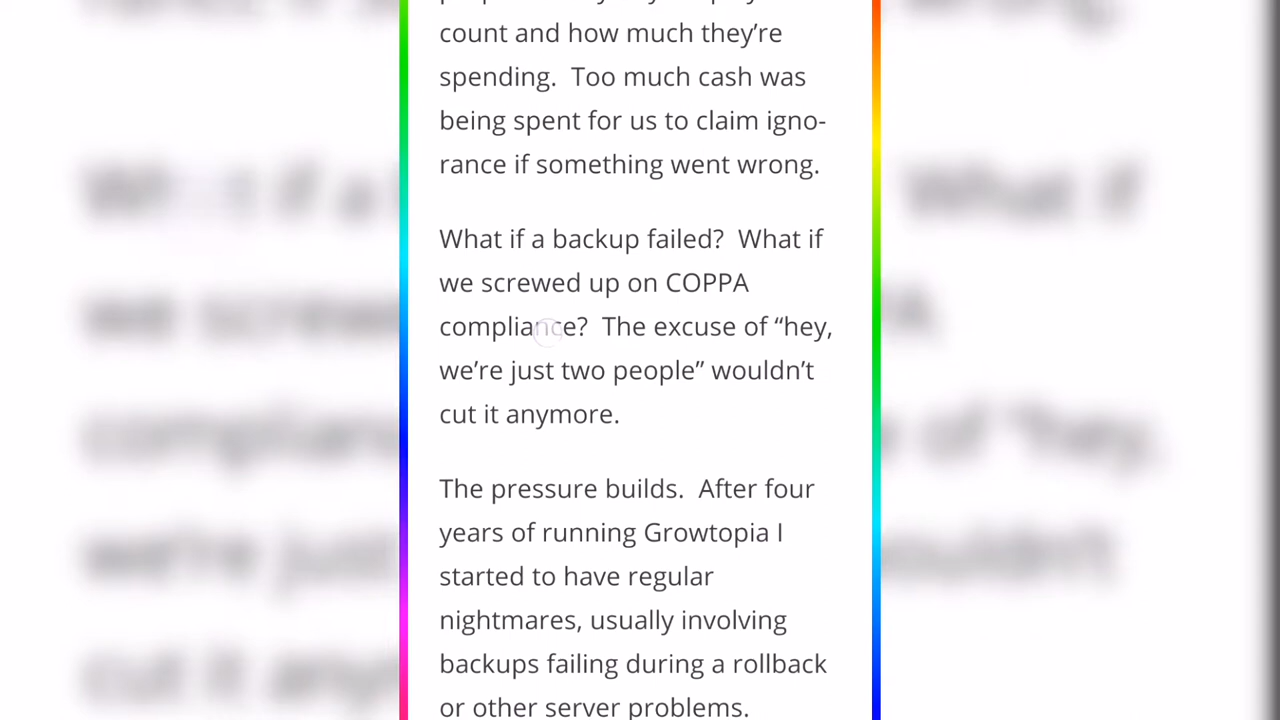 count and how much they’re
spending.  Too much cash was
being spent for us to claim igno-
rance if something went wrong.
What if a backup failed?  What if
we screwed up on COPPA
compliance?  The excuse of “hey,
we’re just two people” wouldn’t
cut it anymore.
The pressure builds.  After four
years of running Growtopia I
started to have regular
nightmares, usually involving
backups failing during a rollback
or other server problems.